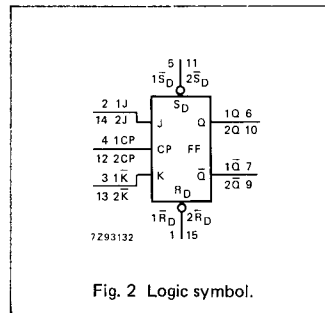 5 11
1S̅D 2S̅D
SD
2 1J
14 2J
J
Q
1Q 6
2Q 10
4 1CP
12 2CP
CP
FF
3 1K̅
13 2K̅
K
Q̅
1Q̅ 7
2Q̅ 9
RD
1R̅D 2R̅D
1 15
7Z93132
Fig. 2 Logic symbol.